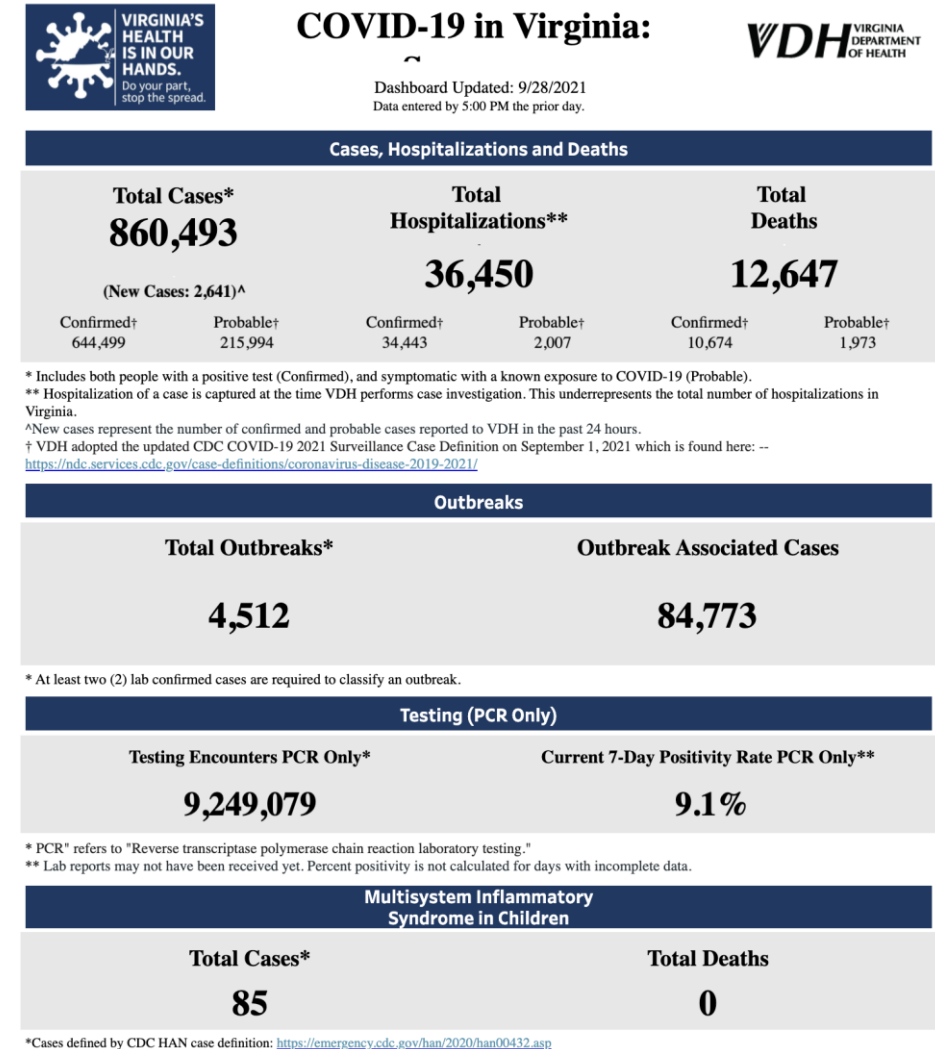 VIRGINIA'S
HEALTH
IS IN OUR
HANDS.
Do your part,
stop the spread.
COVID-19 in Virginia:
VDH VIRGINIA
DEPARTMENT
OF HEALTH
Dashboard Updated: 9/28/2021
Data entered by 5:00 PM the prior day.
Cases, Hospitalizations and Deaths
Total Cases*
860,493
(New Cases: 2,641)^
Confirmed† Probable†
644,499 215,994
Total
Hospitalizations**
36,450
Confirmed† Probable†
34,443 2,007
Total
Deaths
12,647
Confirmed† Probable†
10,674 1,973
* Includes both people with a positive test (Confirmed), and symptomatic with a known exposure to COVID-19 (Probable).
** Hospitalization of a case is captured at the time VDH performs case investigation. This underrepresents the total number of hospitalizations in
Virginia.
^New cases represent the number of confirmed and probable cases reported to VDH in the past 24 hours.
† VDH adopted the updated CDC COVID-19 2021 Surveillance Case Definition on September 1, 2021 which is found here: --
https://ndc.services.cdc.gov/case-definitions/coronavirus-disease-2019-2021/
Outbreaks
Total Outbreaks*
4,512
Outbreak Associated Cases
84,773
* At least two (2) lab confirmed cases are required to classify an outbreak.
Testing (PCR Only)
Testing Encounters PCR Only*
9,249,079
Current 7-Day Positivity Rate PCR Only**
9.1%
* PCR" refers to "Reverse transcriptase polymerase chain reaction laboratory testing."
** Lab reports may not have been received yet. Percent positivity is not calculated for days with incomplete data.
Multisystem Inflammatory
Syndrome in Children
Total Cases*
85
Total Deaths
0
*Cases defined by CDC HAN case definition: https://emergency.cdc.gov/han/2020/han00432.asp